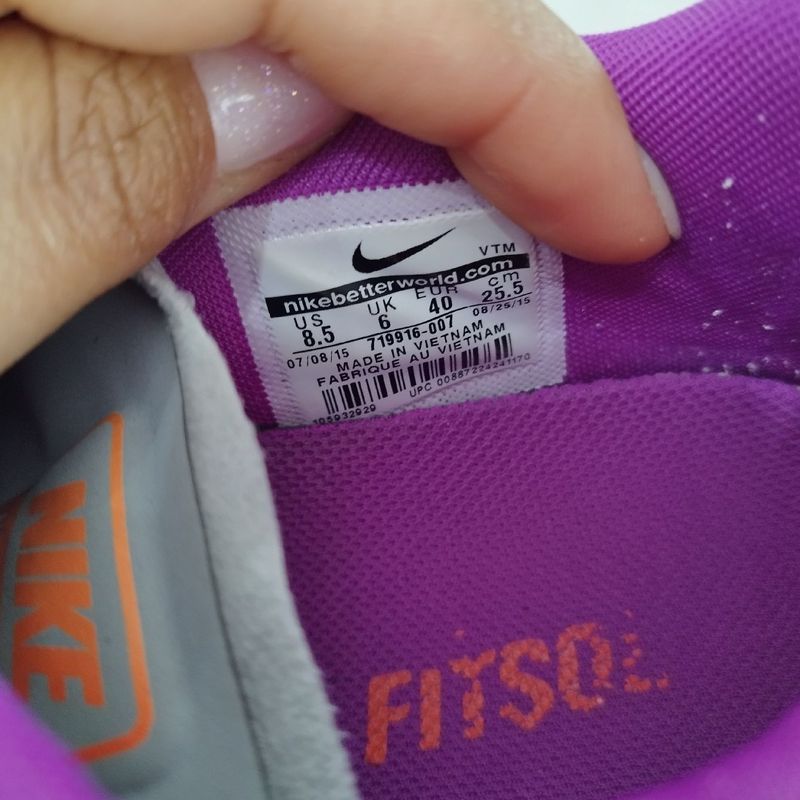 VTM
nikebetterworld.com
US UK EUR cm
8.5 6 40 25.5
719916-007
07/08/15 08/25/15
MADE IN VIETNAM
FABRIQUE AU VIETNAM
UPC 00887224241170
NIKE
FITSOL